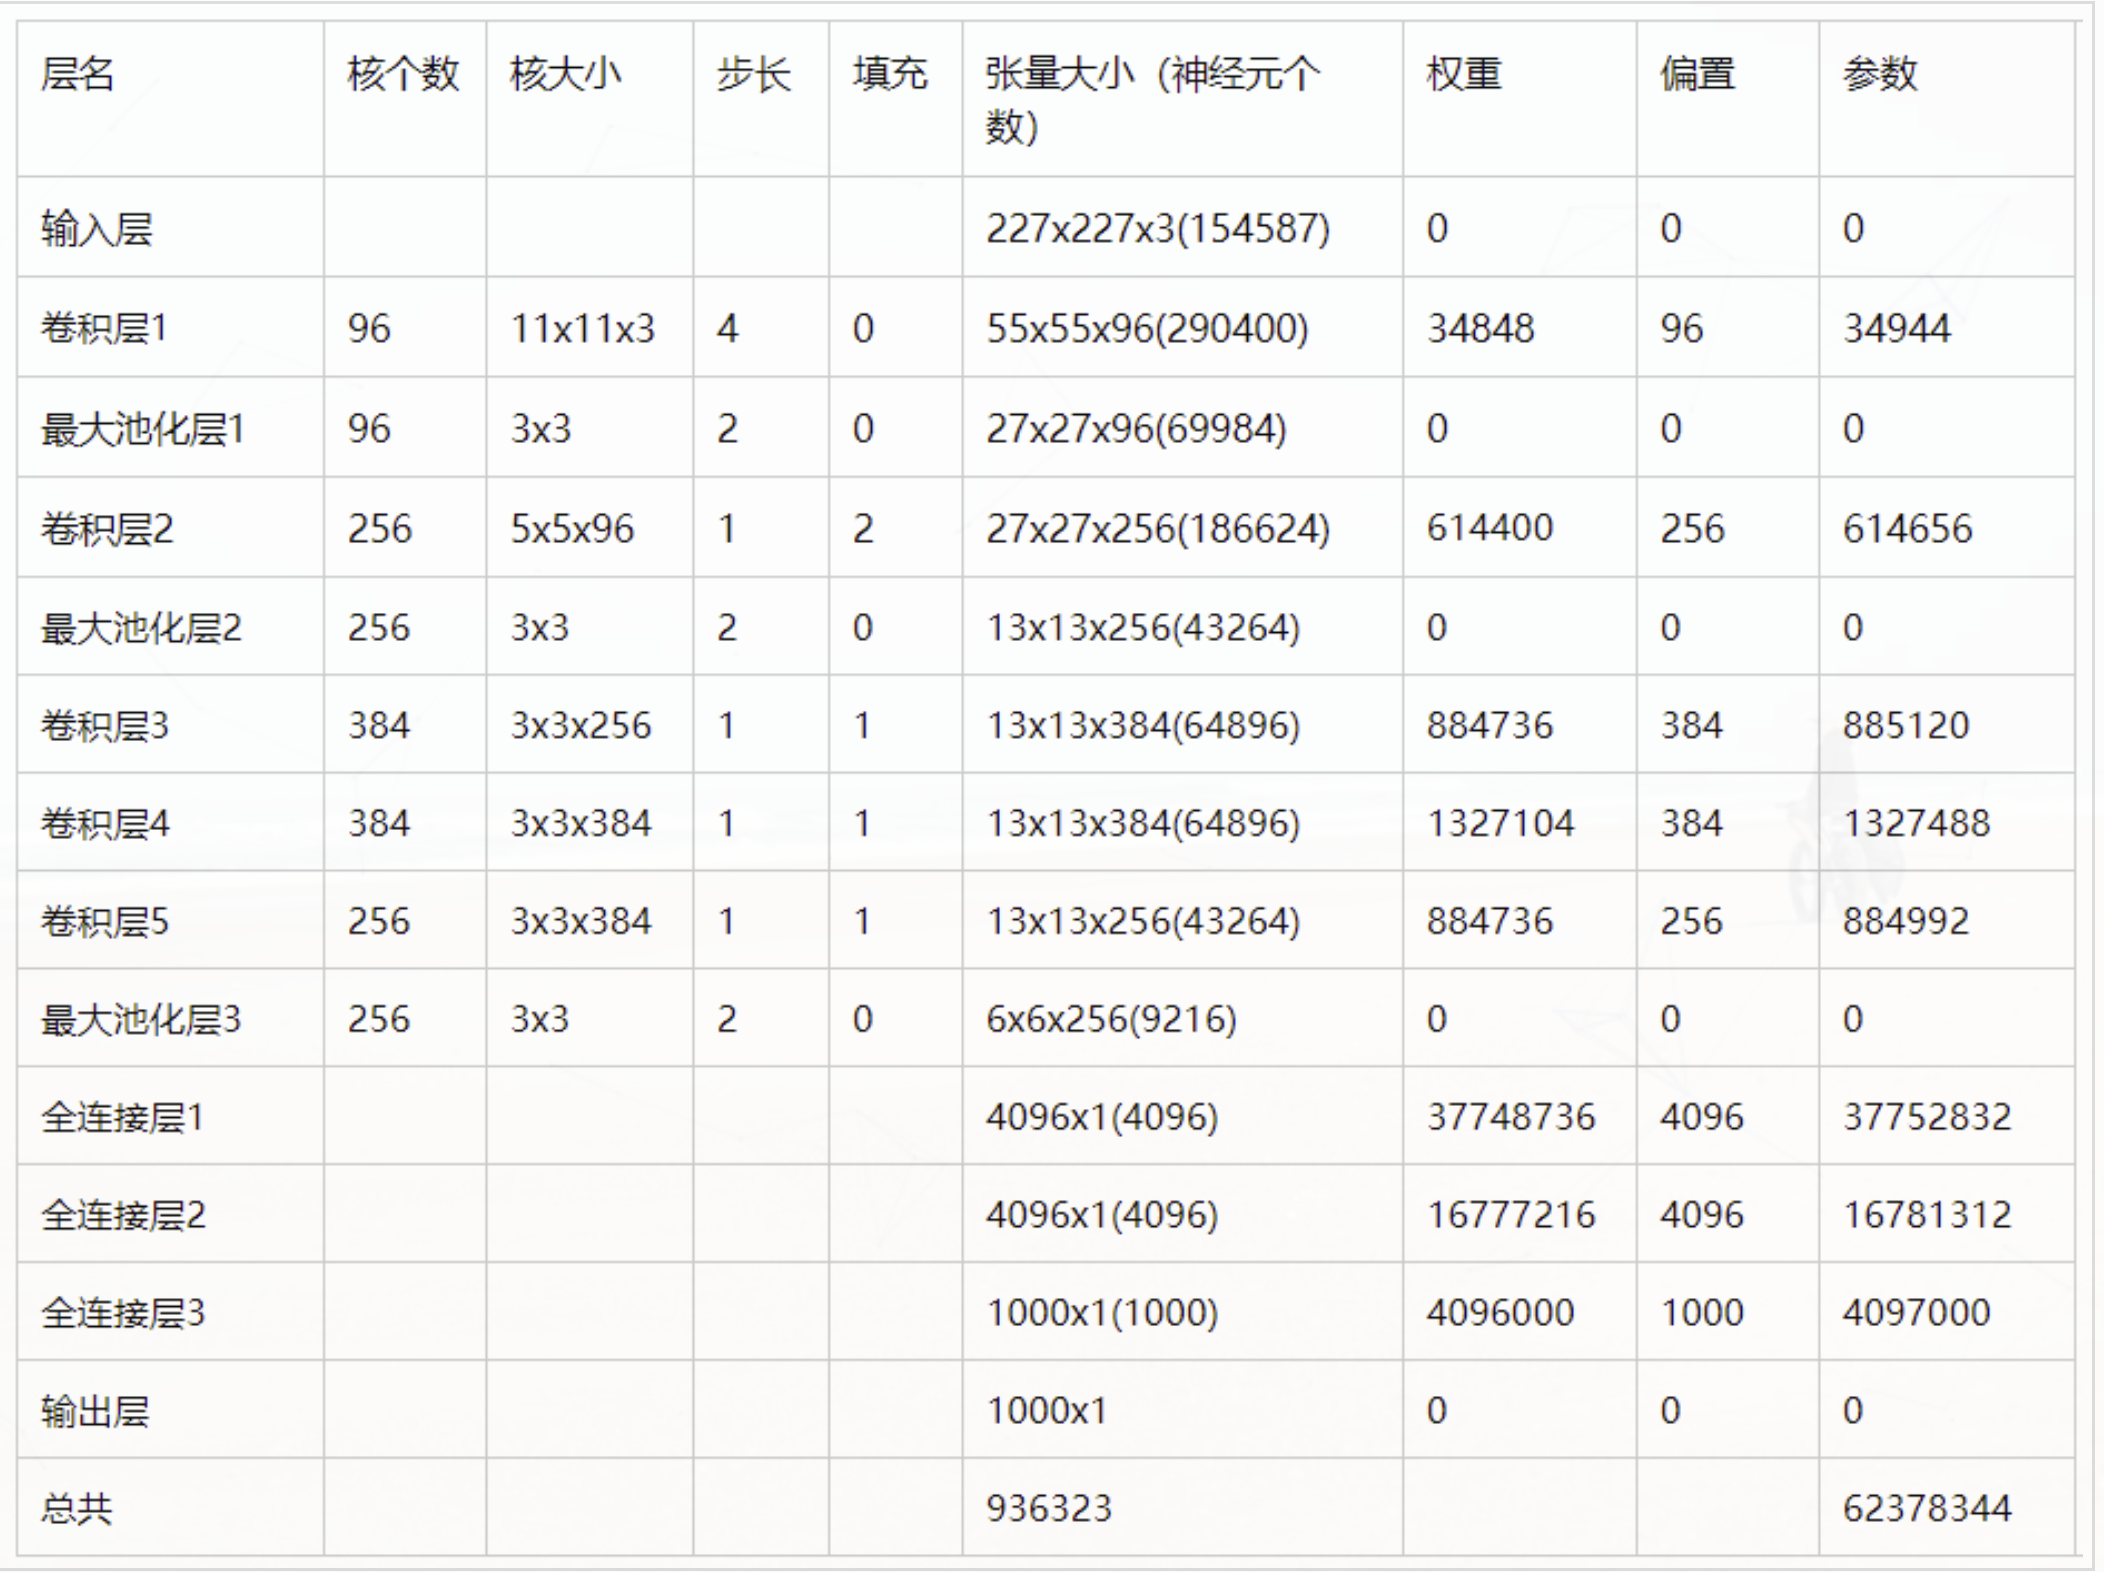 层名 核个数 核大小 步长 填充 张量大小（神经元个 权重 偏置 参数
数）
输入层 227x227x3(154587) 0 0 0
卷积层1 96 11x11x3 4 0 55x55x96(290400) 34848 96 34944
最大池化层1 96 3x3 2 0 27x27x96(69984) 0 0 0
卷积层2 256 5x5x96 1 2 27x27x256(186624) 614400 256 614656
最大池化层2 256 3x3 2 0 13x13x256(43264) 0 0 0
卷积层3 384 3x3x256 1 1 13x13x384(64896) 884736 384 885120
卷积层4 384 3x3x384 1 1 13x13x384(64896) 1327104 384 1327488
卷积层5 256 3x3x384 1 1 13x13x256(43264) 884736 256 884992
最大池化层3 256 3x3 2 0 6x6x256(9216) 0 0 0
全连接层1 4096x1(4096) 37748736 4096 37752832
全连接层2 4096x1(4096) 16777216 4096 16781312
全连接层3 1000x1(1000) 4096000 1000 4097000
输出层 1000x1 0 0 0
总共 936323 62378344